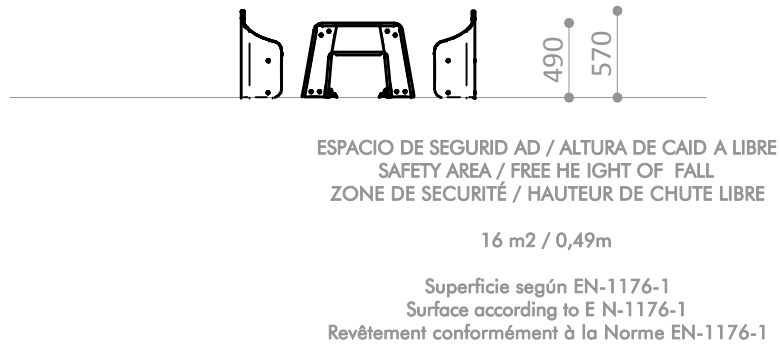 490
570
ESPACIO DE SEGURID AD / ALTURA DE CAID A LIBRE
SAFETY AREA / FREE HE IGHT OF FALL
ZONE DE SECURITÉ / HAUTEUR DE CHUTE LIBRE
16 m2 / 0,49m
Superficie según EN-1176-1
Surface according to E N-1176-1
Revêtement conformément à la Norme EN-1176-1